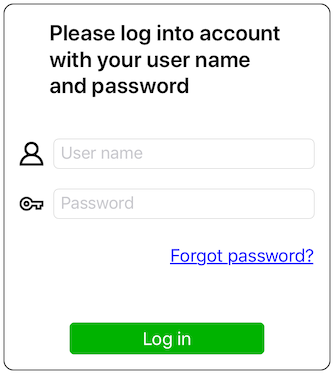 Please log into account
with your user name
and password
User name
Password
Forgot password?
Log in